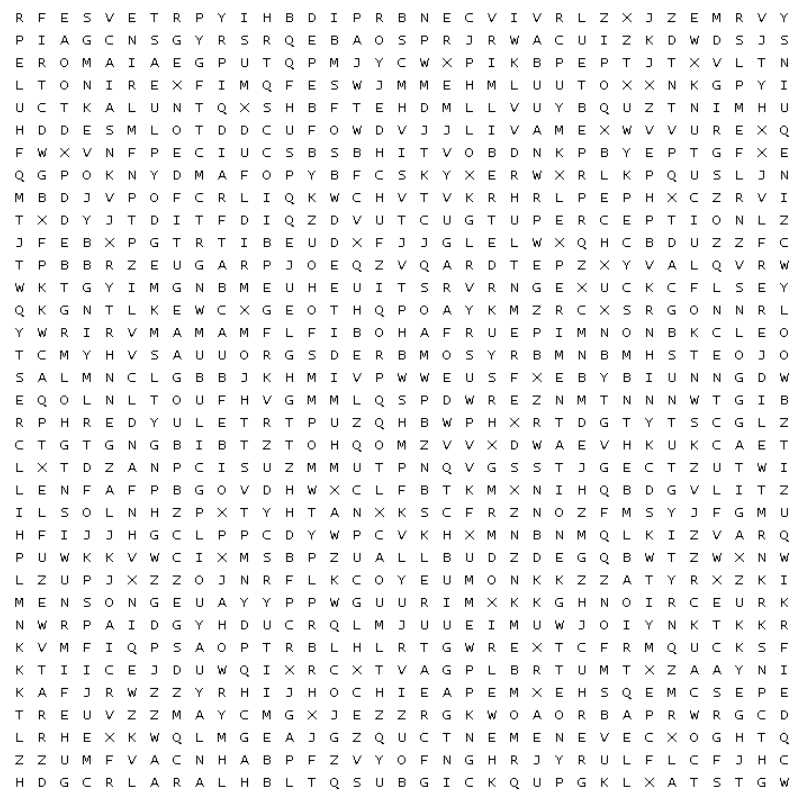 R F E S V E T R P Y I H B D I P R B N E C V I V R L Z X J Z E M R V Y
P I A G C N S G Y R S R Q E B A O S P R J R W A C U I Z K D W D S J S
E R O M A I A E G P U T Q P M J Y C W X P I K B P E P T J T X V L T N
L T O N I R E X F I M Q F E S W J M M E H M L U U T O X X N K G P Y I
U C T K A L U N T Q X S H B F T E H D M L L V U Y B Q U Z T N I M H U
H D D E S M L O T D D C U F O W D V J J L I V A M E X W V V U R E X Q
F W X V N F P E C I U C S B S B H I T V O B D N K P B Y E P T G F X E
Q G P O K N Y D M A F O P Y B F C S K Y X E R W X R L K P Q U S L J N
M B D J V P O F C R L I Q K W C H V T V K R H R L P E P H X C Z R V I
T X D Y J T D I T F D I Q Z D V U T C U G T U P E R C E P T I O N L Z
J F E B X P G T R T I B E U D X F J J G L E L W X Q H C B D U Z Z F C
T P B B R Z E U G A R P J O E Q Z V Q A R D T E P Z X Y V A L Q V R W
W K T G Y I M G N B M E U H E U I T S R V R N G E X U C K C F L S E Y
Q K G N T L K E W C X G E O T H Q P O A Y K M Z R C X S R G O N N R L
Y W R I R V M A M A M F L F I B O H A F R U E P I M N O N B K C L E O
T C M Y H V S A U U O R G S D E R B M O S Y R B M N B M H S T E O J O
S A L M N C L G B B J K H M I V P W W E U S F X E B Y B I U N N G D W
E Q O L N L T O U F H V G M M L Q S P D W R E Z N M T N N N W T G I B
R P H R E D Y U L E T R T P U Z Q H B W P H X R T D G T Y T S C G L Z
C T G T G N G B I B T Z T O H Q O M Z V V X D W A E V H K U K C A E T
L X T D Z A N P C I S U Z M M U T P N Q V G S S T J G E C T Z U T W I
L E N F A F P B G O V D H W X C L F B T K M X N I H Q B D G V L I T Z
I L S O L N H Z P X T Y H T A N X K S C F R Z N O Z F M S Y J F G M U
H F I J J H G C L P P C D Y W P C V K H X M N B N M Q L K I Z V A R Q
P U W K K V W C I X M S B P Z U A L L B U D Z D E G Q B W T Z W X N W
L Z U P J X Z Z O J N R F L K C O Y E U M O N K K Z Z A T Y R X Z K I
M E N S O N G E U A Y Y P P W G U U R I M X K K G H N O I R C E U R K
N W R P A I D G Y H D U C R Q L M J U U E I M U W J O I Y N K T K K R
K V M F I Q P S A O P T R B L H L R T G W R E X T C F R M Q U C K S F
K T I I C E J D U W Q I X R C X T V A G P L B R T U M T X Z A A Y N I
K A F J R W Z Z Y R H I J H O C H I E A P E M X E H S Q E M C S E P E
T R E U V Z Z M A Y C M G X J E Z Z R G K W O A O R B A P R W R G C D
L R H E X K W Q L M G E A J G Z Q U C T N E M E N E V E C X O G H T Q
Z Z U M F V A C N H A B P F Z V Y O F N G H R J Y R U L F L C F J H C
H D G C R L A R A L H B L T Q S U B G I C K Q U P G K L X A T S T G W